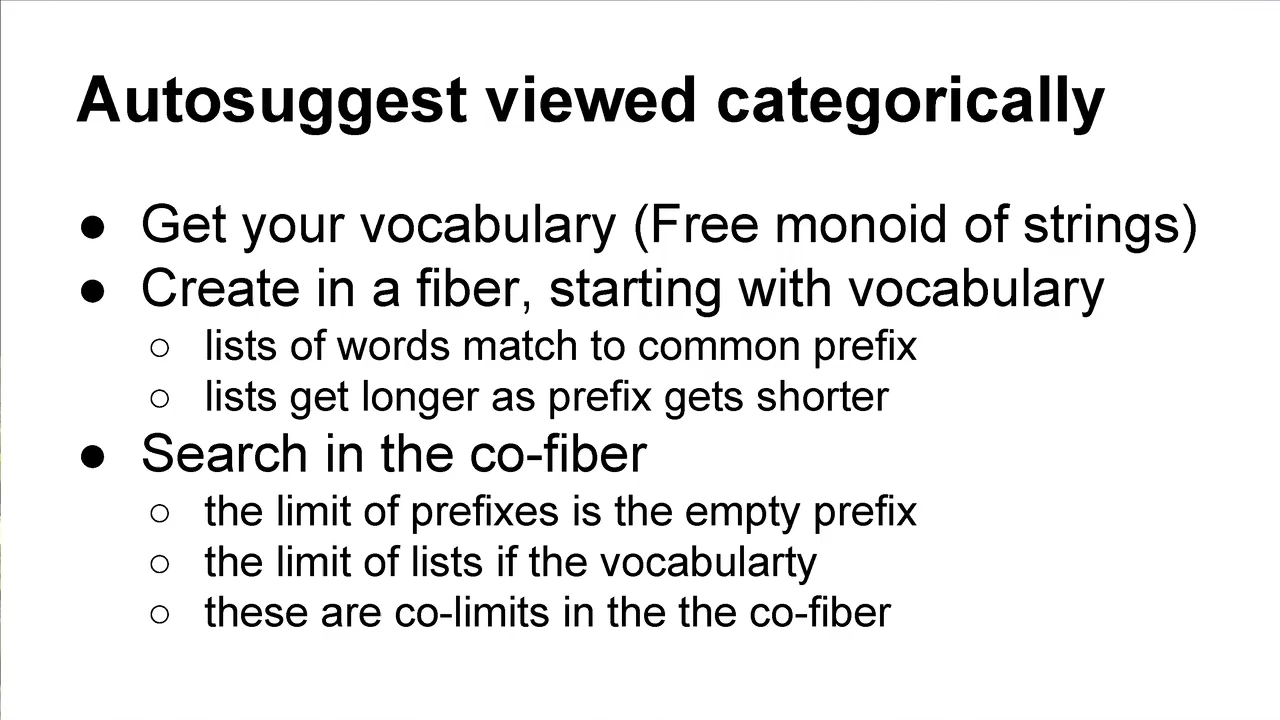 Autosuggest viewed categorically
● Get your vocabulary (Free monoid of strings)
● Create in a fiber, starting with vocabulary
○ lists of words match to common prefix
○ lists get longer as prefix gets shorter
● Search in the co-fiber
○ the limit of prefixes is the empty prefix
○ the limit of lists if the vocabularty
○ these are co-limits in the the co-fiber